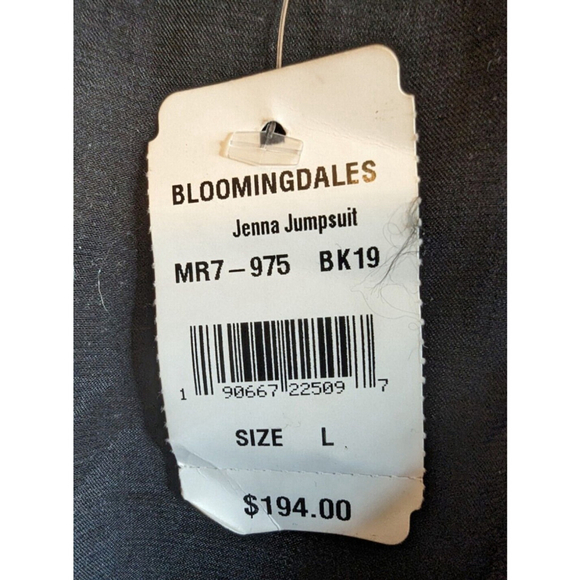 BLOOMINGDALES
Jenna Jumpsuit
MR7-975 BK19
1 90667 22509 7
SIZE L
$194.00